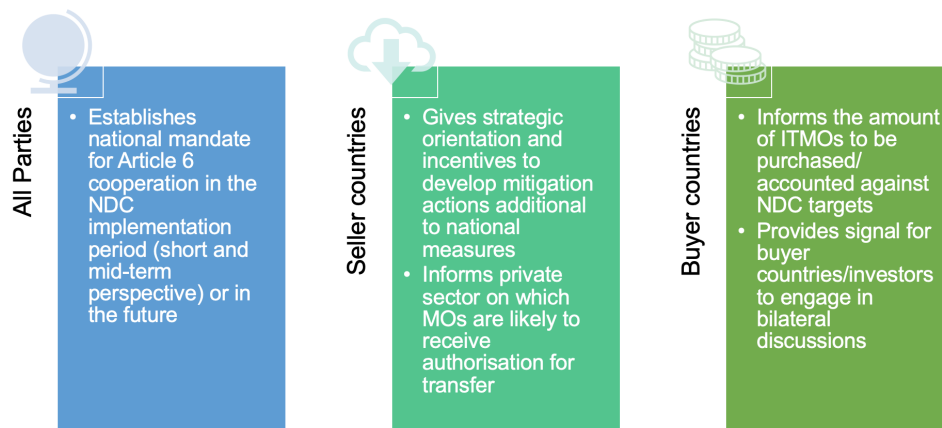 All Parties
• Establishes
national mandate
for Article 6
cooperation in the
NDC
implementation
period (short and
mid-term
perspective) or in
the future
Seller countries
• Gives strategic
orientation and
incentives to
develop mitigation
actions additional
to national
measures
• Informs private
sector on which
MOs are likely to
receive
authorisation for
transfer
Buyer countries
• Informs the amount
of ITMOs to be
purchased/
accounted against
NDC targets
• Provides signal for
buyer
countries/investors
to engage in
bilateral
discussions